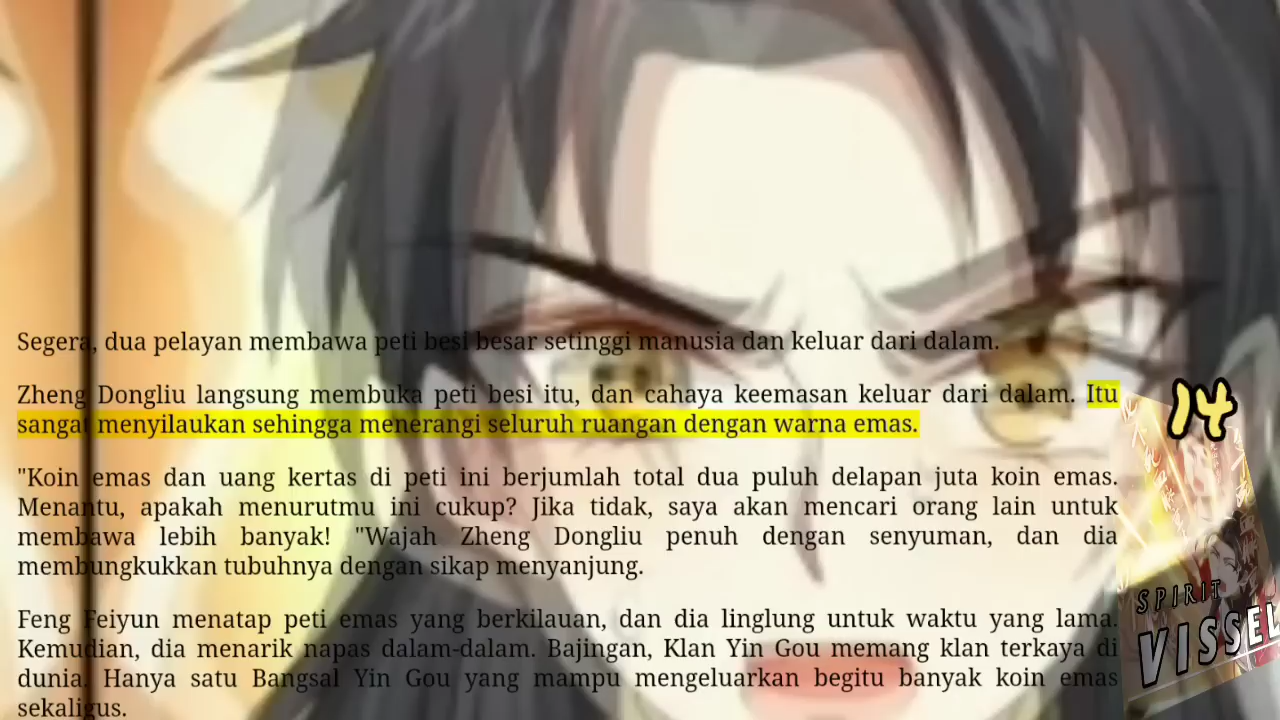 Segera, dua pelayan membawa peti besi besar setinggi manusia dan keluar dari dalam.
Zheng Dongliu langsung membuka peti besi itu, dan cahaya keemasan keluar dari dalam. Itu
sangat menyilaukan sehingga menerangi seluruh ruangan dengan warna emas.
"Koin emas dan uang kertas di peti ini berjumlah total dua puluh delapan juta koin emas.
Menantu, apakah menurutmu ini cukup? Jika tidak, saya akan mencari orang lain untuk
membawa lebih banyak! "Wajah Zheng Dongliu penuh dengan senyuman, dan dia
membungkukkan tubuhnya dengan sikap menyanjung.
Feng Feiyun menatap peti emas yang berkilauan, dan dia linglung untuk waktu yang lama.
Kemudian, dia menarik napas dalam-dalam. Bajingan, Klan Yin Gou memang klan terkaya di
dunia. Hanya satu Bangsal Yin Gou yang mampu mengeluarkan begitu banyak koin emas
sekaligus.
14
SPIRIT
VISSEL